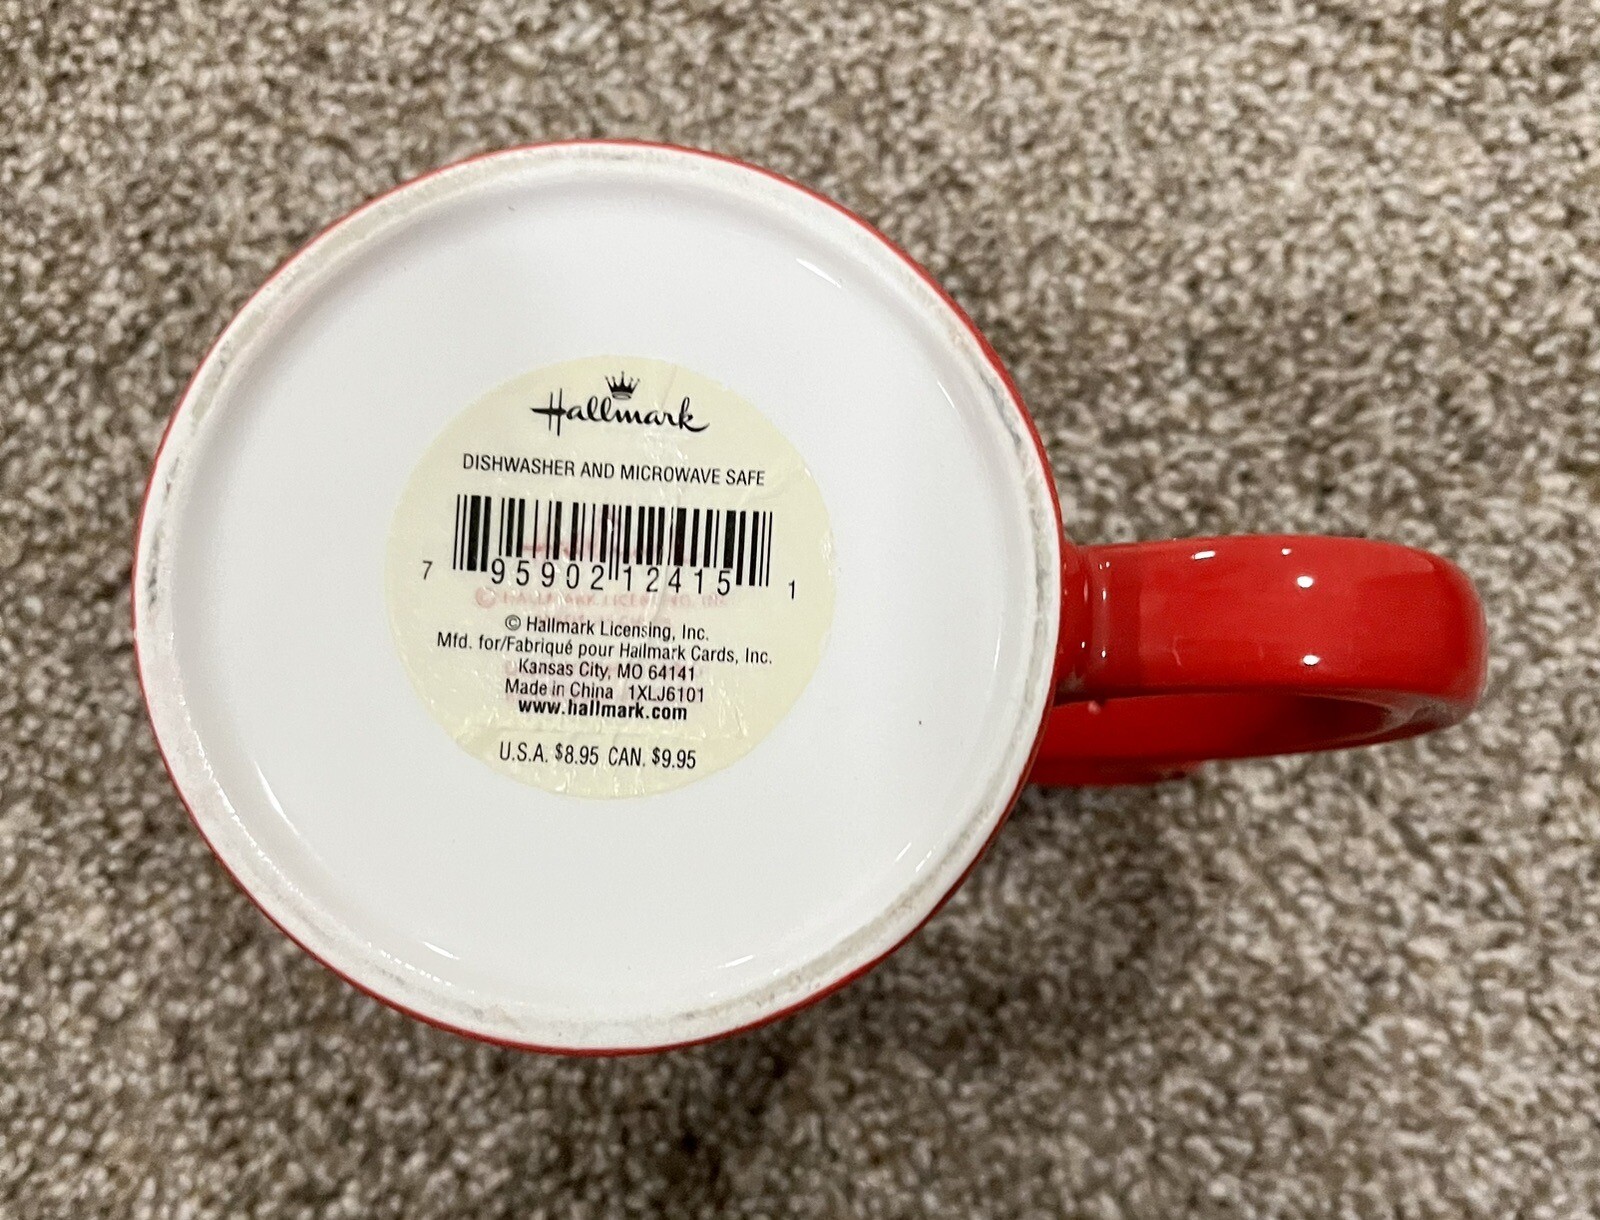 Hallmark
DISHWASHER AND MICROWAVE SAFE
7 95902 12415 1
© Hallmark Licensing, Inc.
Mfd. for/Fabriqué pour Hallmark Cards, Inc.
Kansas City, MO 64141
Made in China 1XLJ6101
www.hallmark.com
U.S.A. $8.95 CAN. $9.95